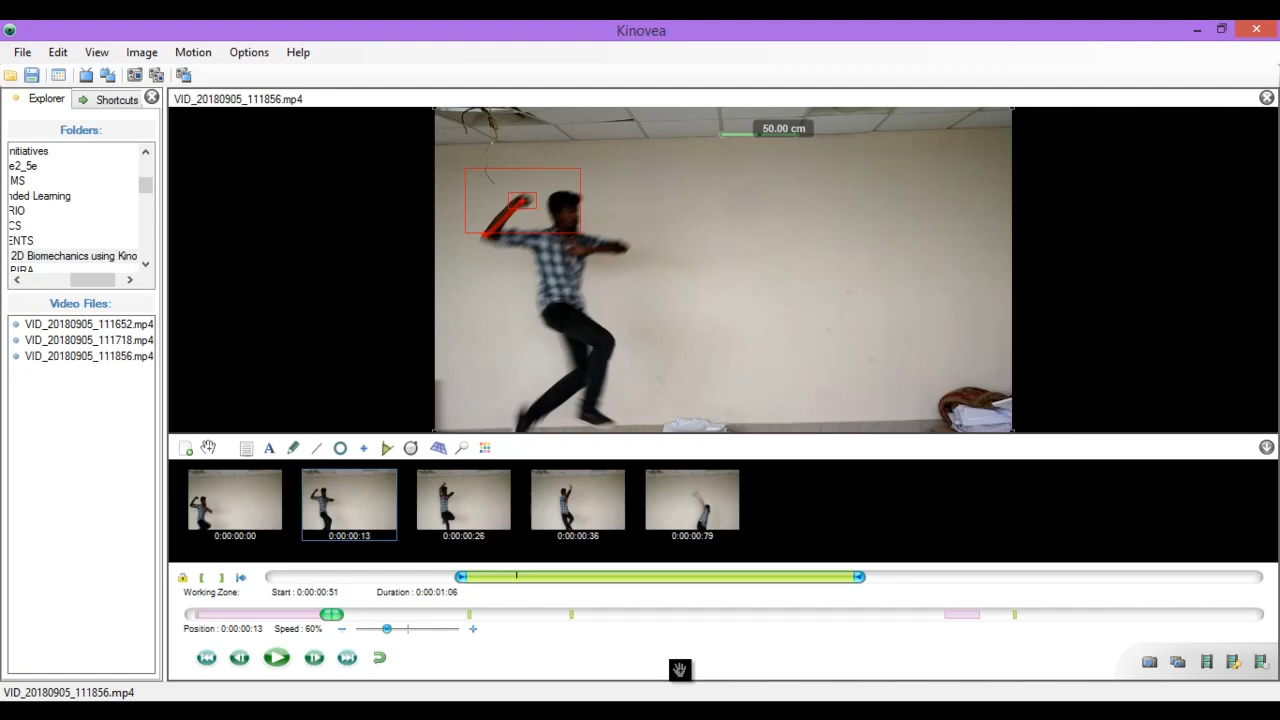 Kinovea
File Edit View Image Motion Options Help
Explorer Shortcuts
VID_20180905_111856.mp4
Folders:
nitiatives
e2_5e
MS
nded Learning
RIO
CS
ENTS
2D Biomechanics using Kino
PIRA
Video Files:
VID_20180905_111652.mp4
VID_20180905_111718.mp4
VID_20180905_111856.mp4
50.00 cm
0:00:00:00 0:00:00:13 0:00:00:26 0:00:00:36 0:00:00:79
Working Zone: Start : 0:00:00:51 Duration : 0:00:01:06
Position : 0:00:00:13 Speed : 60%
VID_20180905_111856.mp4